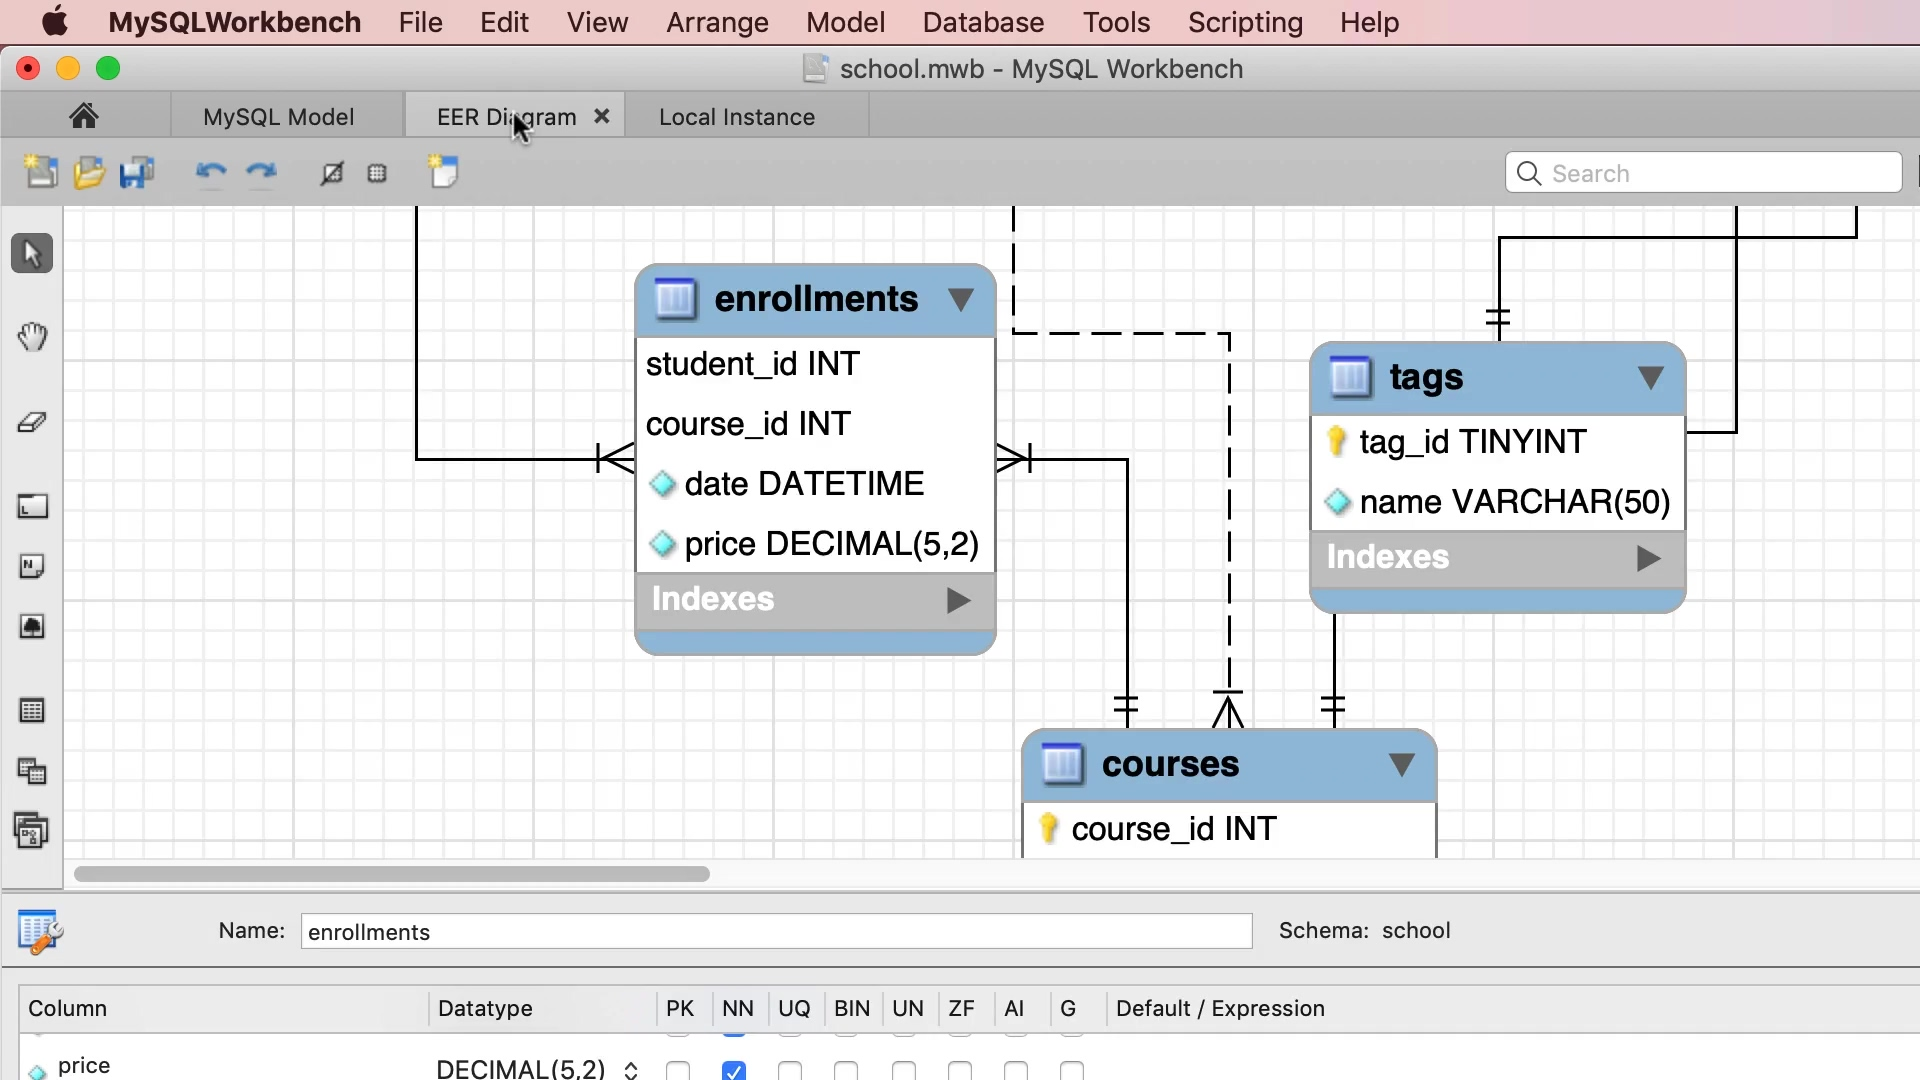 MySQLWorkbench File Edit View Arrange Model Database Tools Scripting Help
school.mwb - MySQL Workbench
MySQL Model EER Diagram Local Instance
Search
enrollments
student_id INT
course_id INT
date DATETIME
price DECIMAL(5,2)
Indexes
tags
tag_id TINYINT
name VARCHAR(50)
Indexes
courses
course_id INT
Name: enrollments Schema: school
Column Datatype PK NN UQ BIN UN ZF AI G Default / Expression
price DECIMAL(5,2)